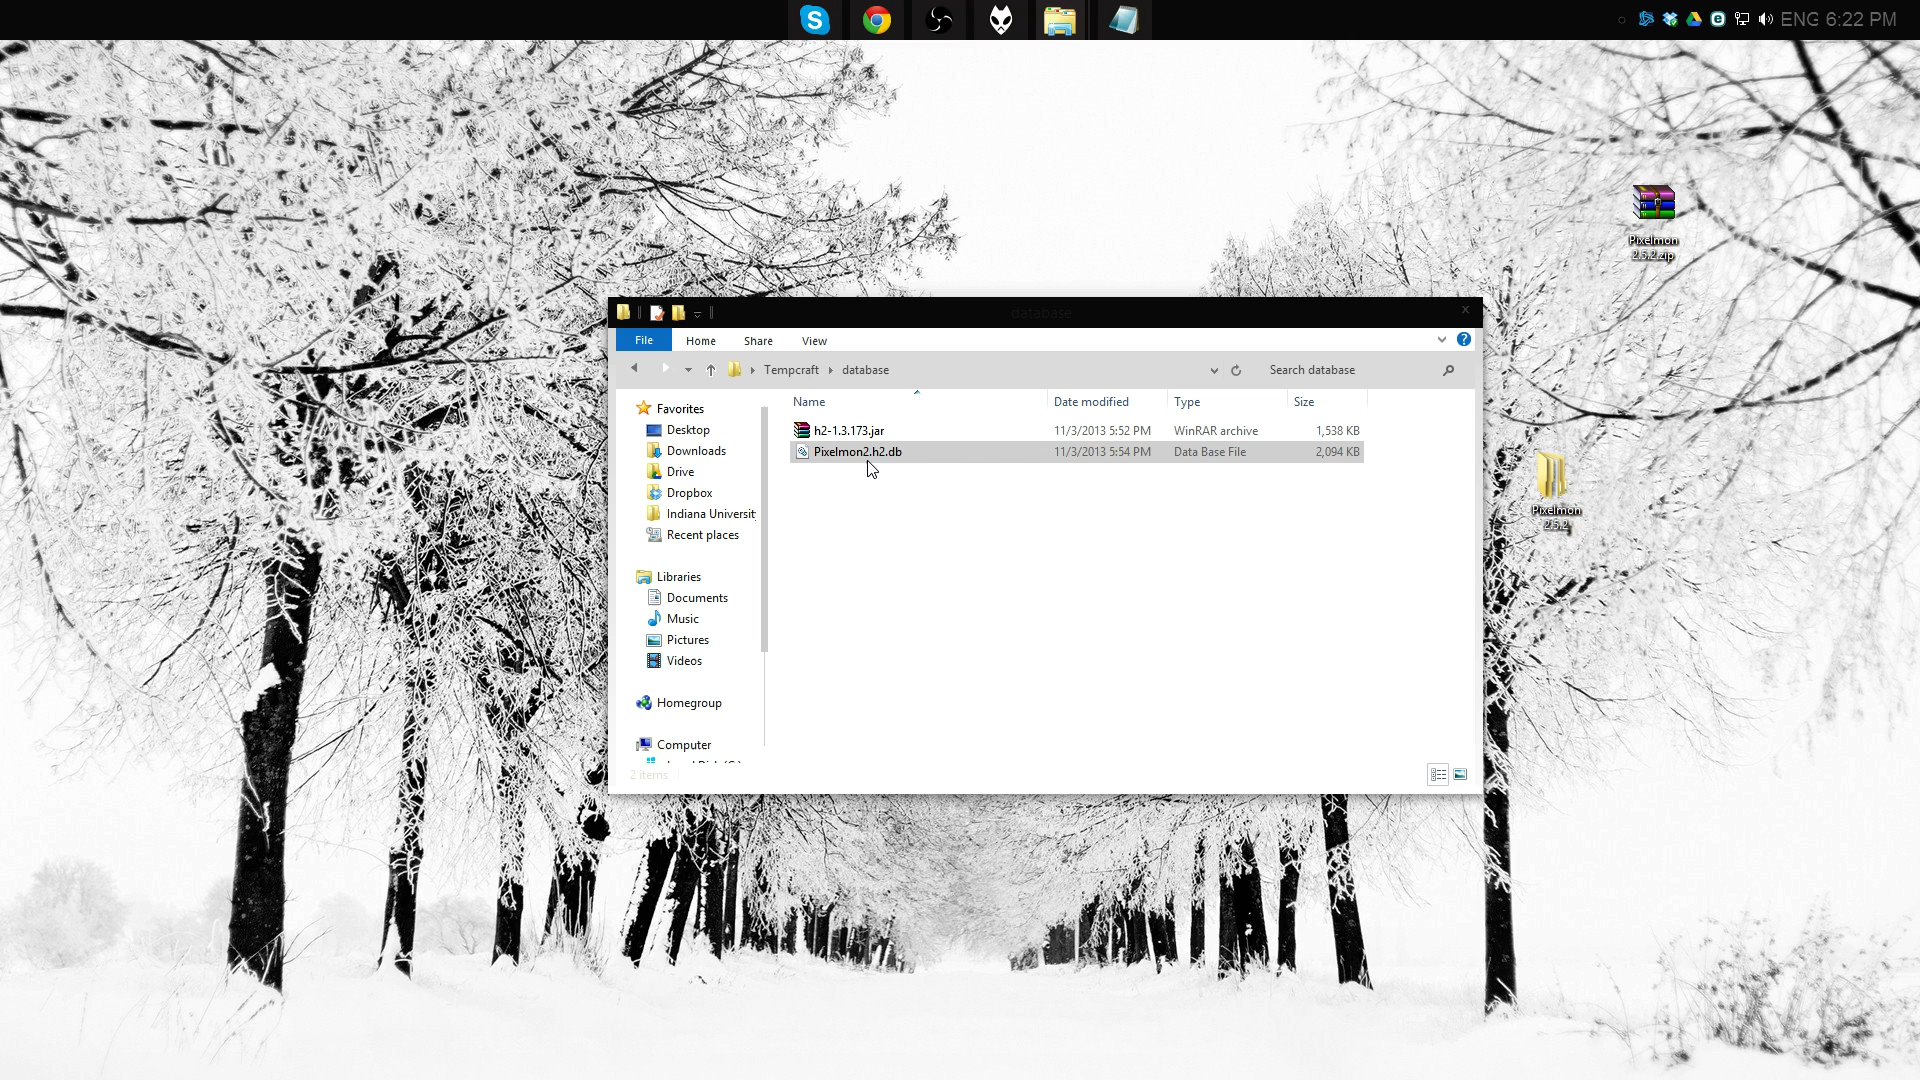 ENG 6:22 PM
Pixelmon
2.5.2.zip
database
File Home Share View
Tempcraft database
Search database
Name Date modified Type Size
h2-1.3.173.jar 11/3/2013 5:52 PM WinRAR archive 1,538 KB
Pixelmon2.h2.db 11/3/2013 5:54 PM Data Base File 2,094 KB
Favorites
Desktop
Downloads
Drive
Dropbox
Indiana Universit
Recent places
Libraries
Documents
Music
Pictures
Videos
Homegroup
Computer
2 items
Pixelmon
2.5.2